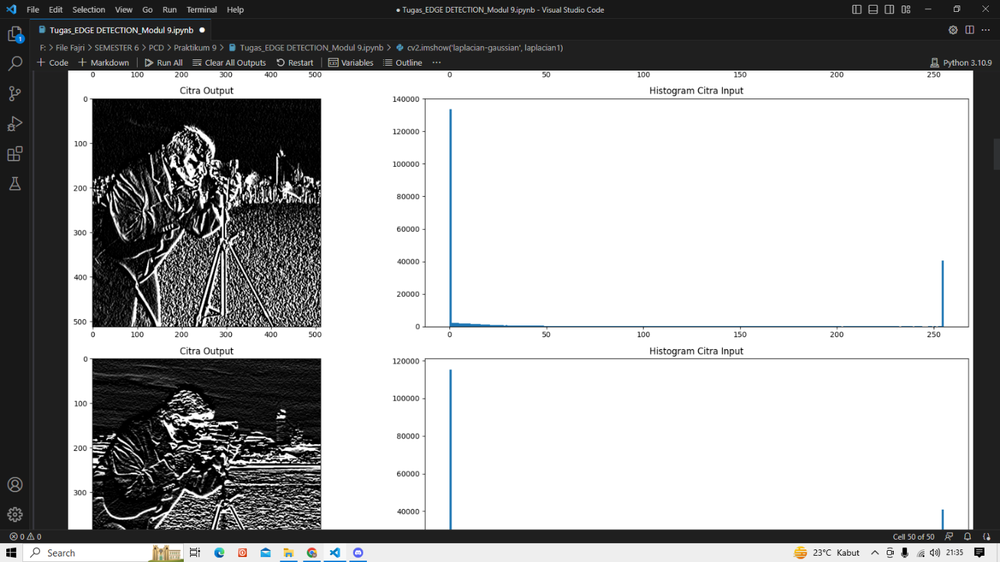 File Edit Selection View Go Run Terminal Help
● Tugas_EDGE DETECTION_Modul 9.ipynb - Visual Studio Code
Tugas_EDGE DETECTION_Modul 9.ipynb ●
F: > File Fajri > SEMESTER 6 > PCD > Praktikum 9 > Tugas_EDGE DETECTION_Modul 9.ipynb > cv2.imshow('laplacian-gaussian', laplacian1)
+ Code + Markdown Run All Clear All Outputs Restart Variables Outline ···
Python 3.10.9
1
0 100 200 300 400 500
0 50 100 150 200 250
Citra Output
0
100
200
300
400
500
0 100 200 300 400 500
Histogram Citra Input
140000
120000
100000
80000
60000
40000
20000
0
0 50 100 150 200 250
Citra Output
0
100
200
300
Histogram Citra Input
120000
100000
80000
60000
40000
0 0
Cell 50 of 50
Search
23°C Kabut
21:35